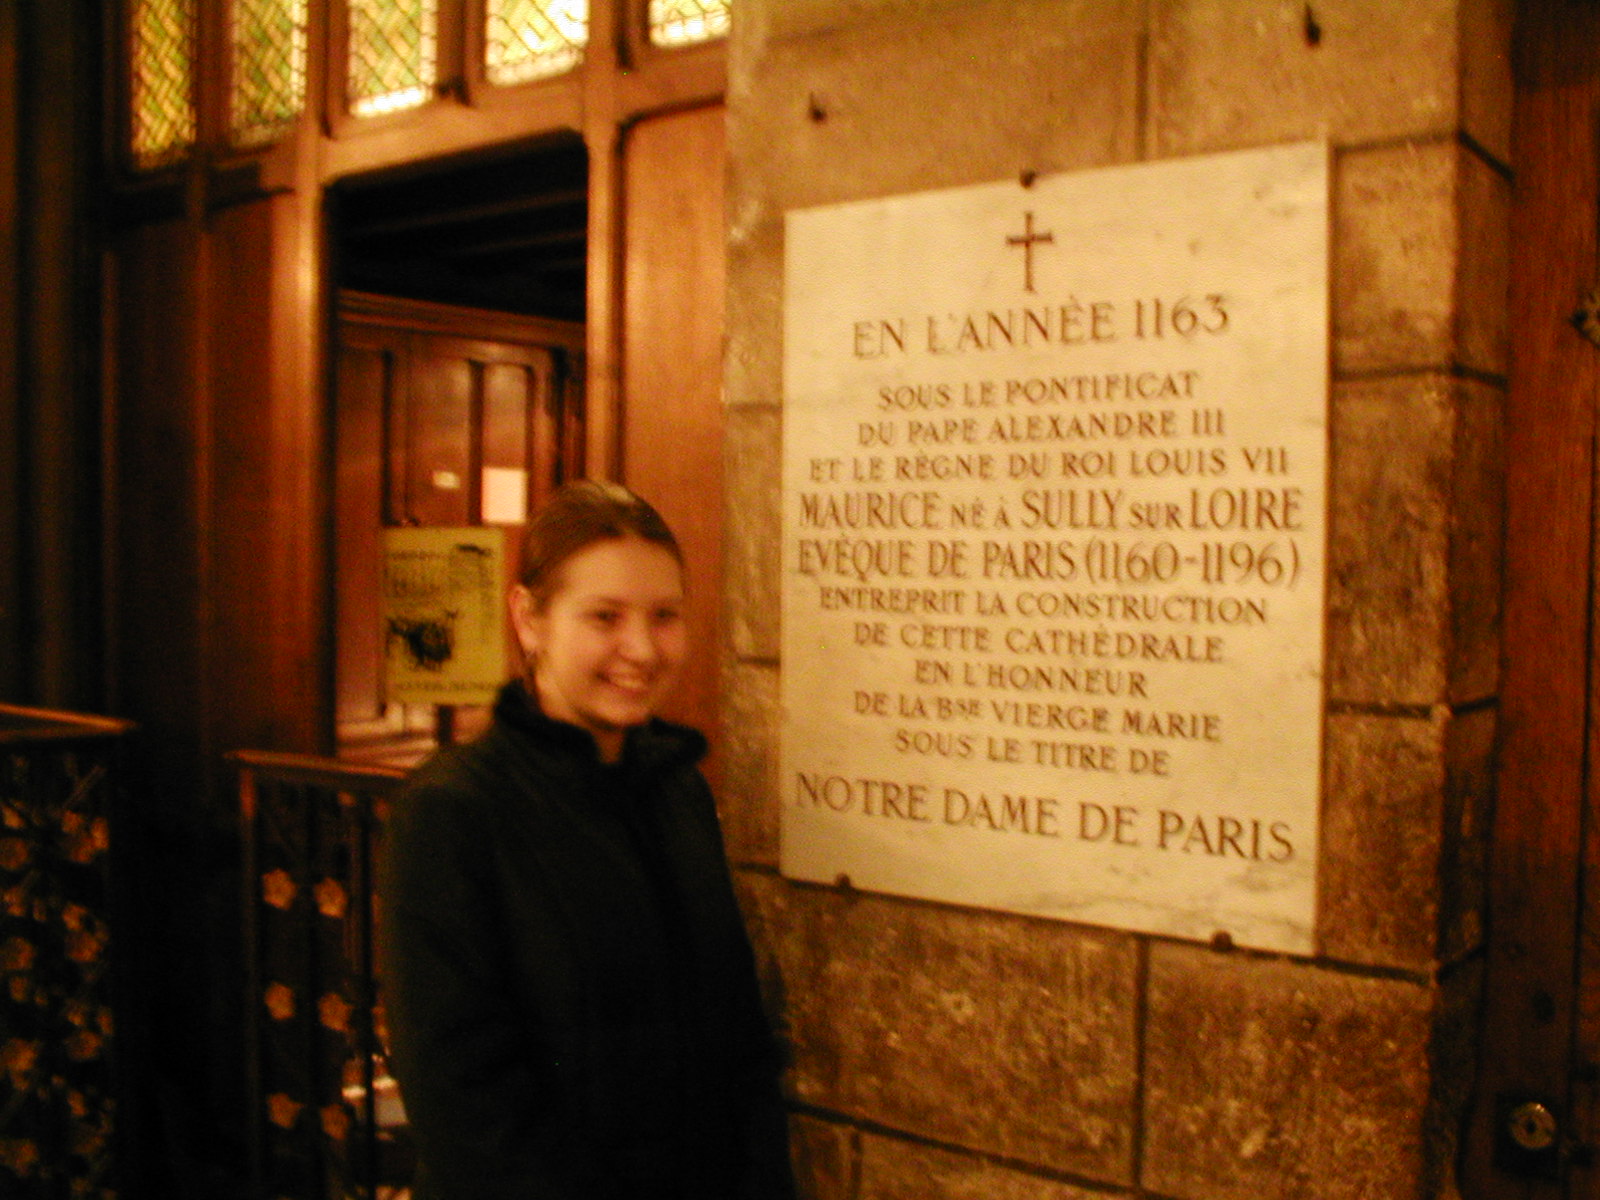 EN L'ANNÈE 1163
SOUS LE PONTIFICAT
DU PAPE ALEXANDRE III
ET LE RÈGNE DU ROI LOUIS VII
MAURICE NÉ À SULLY SUR LOIRE
EVÊQUE DE PARIS (1160-1196)
ENTREPRIT LA CONSTRUCTION
DE CETTE CATHÉDRALE
EN L'HONNEUR
DE LA BSE VIERGE MARIE
SOUS LE TITRE DE
NOTRE DAME DE PARIS